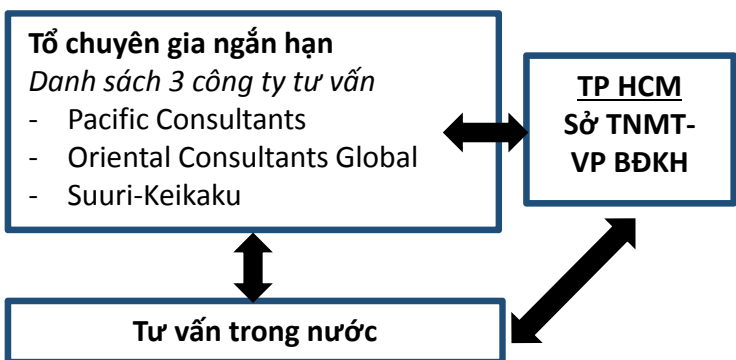 Tổ chuyên gia ngắn hạn
Danh sách 3 công ty tư vấn
- Pacific Consultants
- Oriental Consultants Global
- Suuri-Keikaku
TP HCM
Sở TNMT-
VP BĐKH
Tư vấn trong nước